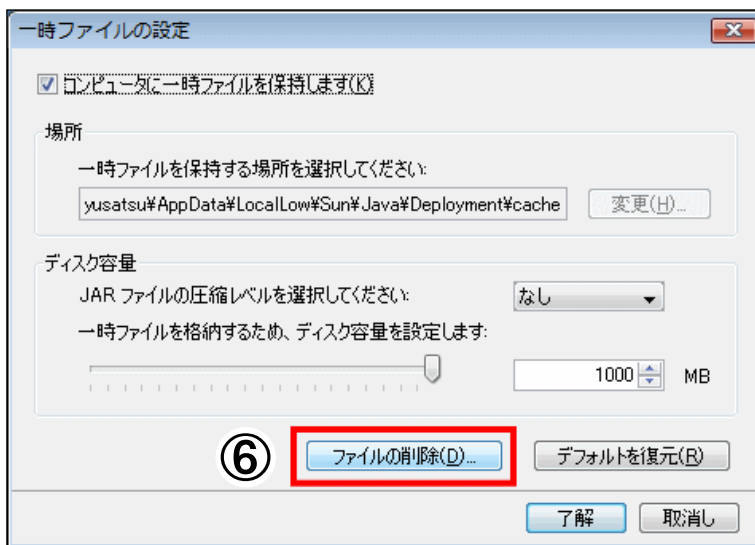 一時ファイルの設定
コンピュータに一時ファイルを保持します(K)
場所
一時ファイルを保持する場所を選択してください:
yusatsu¥AppData¥LocalLow¥Sun¥Java¥Deployment¥cache 変更(H)...
ディスク容量
JAR ファイルの圧縮レベルを選択してください: なし
一時ファイルを格納するため、ディスク容量を設定します:
1000 MB
⑥ ファイルの削除(D)... デフォルトを復元(R)
了解 取消し